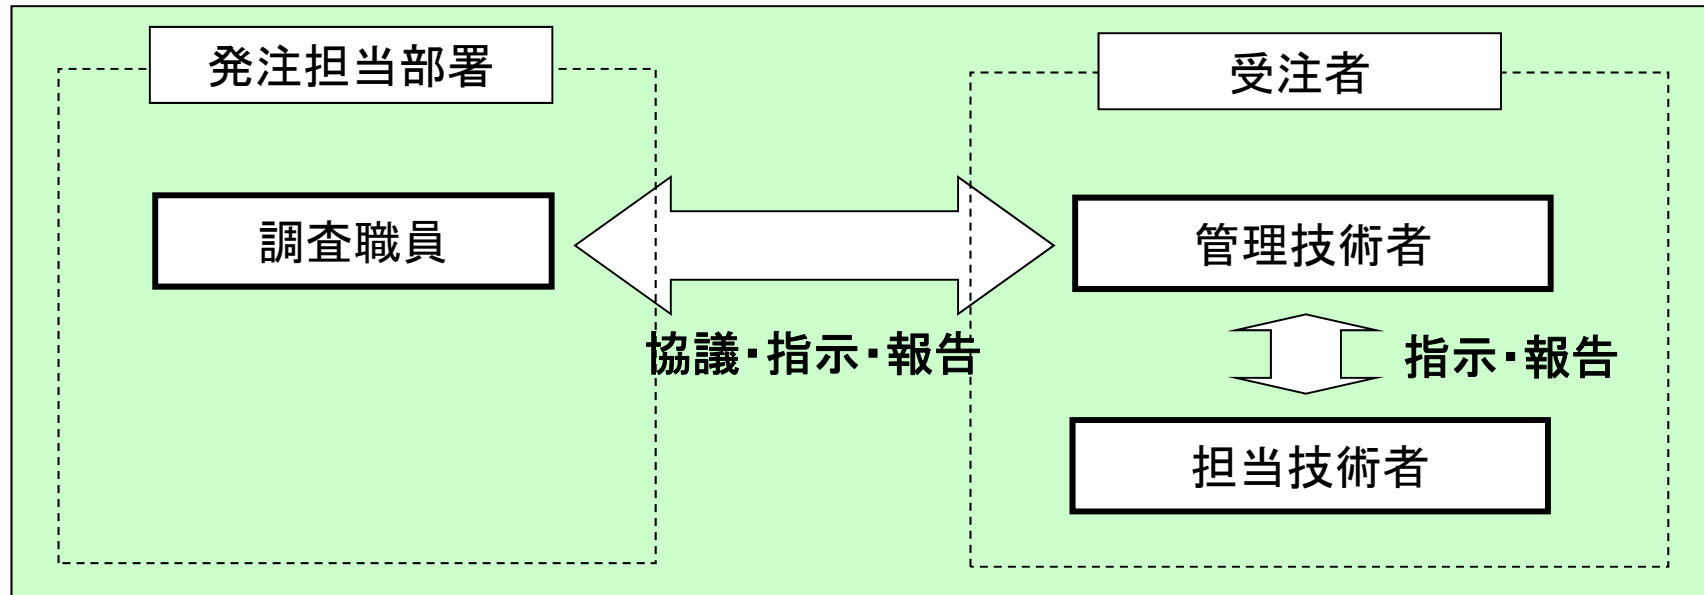 発注担当部署
受注者
調査職員
管理技術者
協議・指示・報告
指示・報告
担当技術者